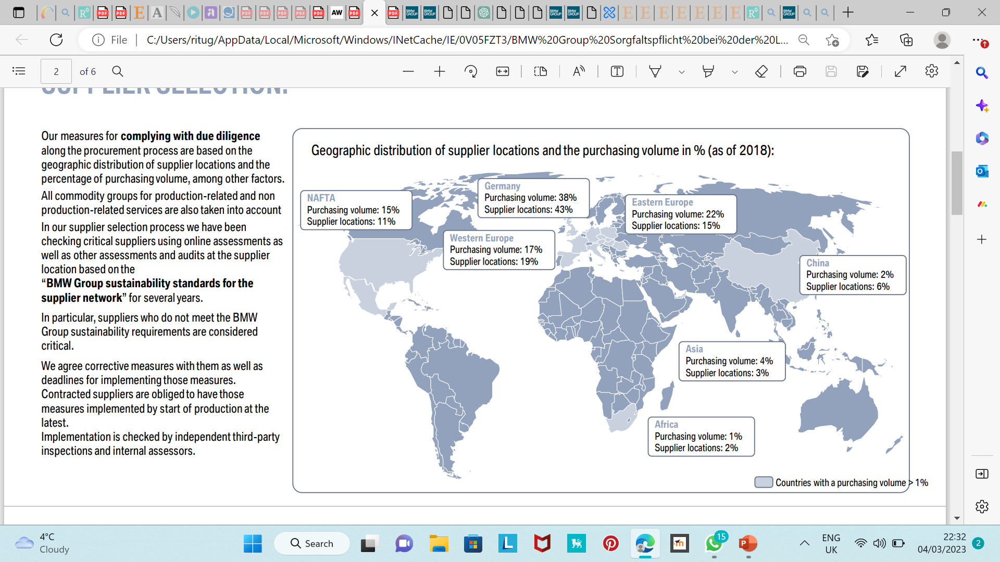 File
C:/Users/ritug/AppData/Local/Microsoft/Windows/INetCache/IE/0V05FZT3/BMW%20Group%20Sorgfaltspflicht%20bei%20der%20L...
2
of 6
SUPPLIER SELECTION.
Our measures for complying with due diligence
along the procurement process are based on the
geographic distribution of supplier locations and the
percentage of purchasing volume, among other factors.
All commodity groups for production-related and non
production-related services are also taken into account
In our supplier selection process we have been
checking critical suppliers using online assessments as
well as other assessments and audits at the supplier
location based on the
“BMW Group sustainability standards for the
supplier network” for several years.
In particular, suppliers who do not meet the BMW
Group sustainability requirements are considered
critical.
We agree corrective measures with them as well as
deadlines for implementing those measures.
Contracted suppliers are obliged to have those
measures implemented by start of production at the
latest.
Implementation is checked by independent third-party
inspections and internal assessors.
Geographic distribution of supplier locations and the purchasing volume in % (as of 2018):
NAFTA
Purchasing volume: 15%
Supplier locations: 11%
Germany
Purchasing volume: 38%
Supplier locations: 43%
Eastern Europe
Purchasing volume: 22%
Supplier locations: 15%
Western Europe
Purchasing volume: 17%
Supplier locations: 19%
China
Purchasing volume: 2%
Supplier locations: 6%
Asia
Purchasing volume: 4%
Supplier locations: 3%
Africa
Purchasing volume: 1%
Supplier locations: 2%
Countries with a purchasing volume > 1%
4°C
Cloudy
Search
15
ENG
UK
22:32
04/03/2023
2